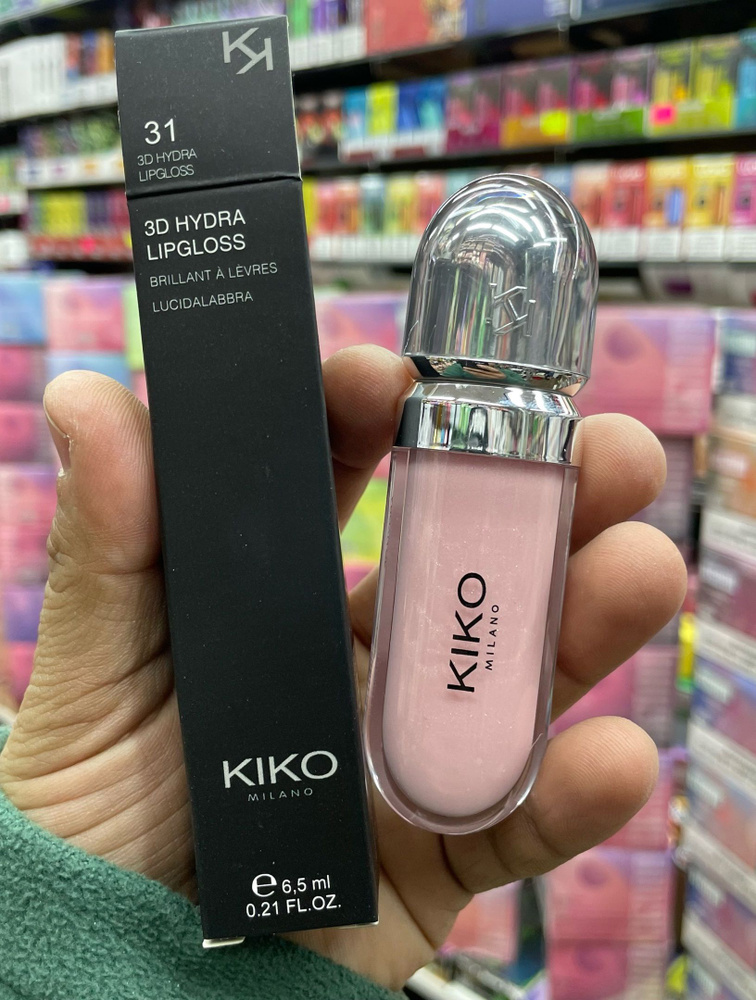 31
3D HYDRA
LIPGLOSS
3D HYDRA
LIPGLOSS
BRILLANT À LÈVRES
LUCIDALABBRA
KIKO
MILANO
e 6,5 ml
0.21 FL.OZ.
KIKO
MILANO